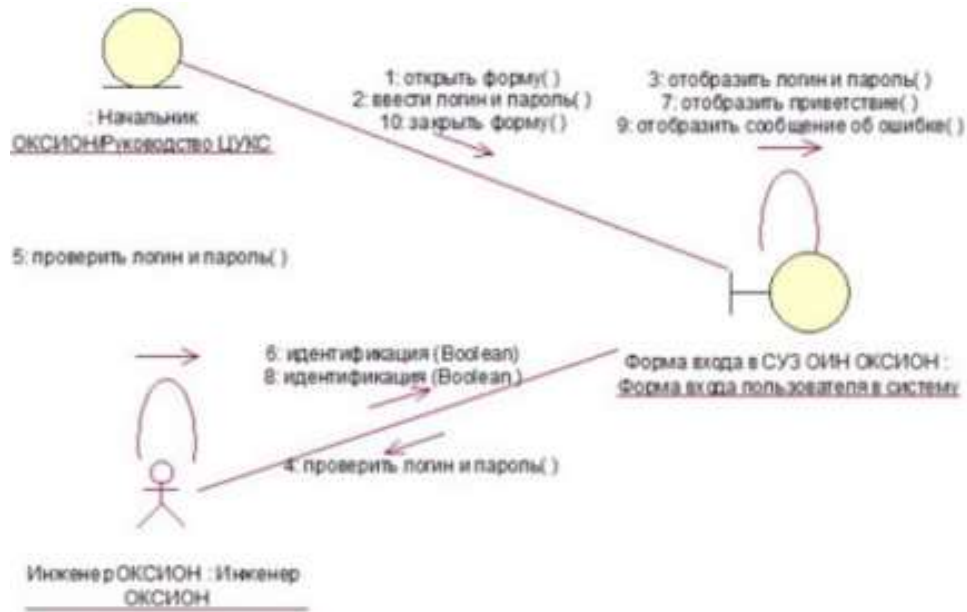 1: открыть форму( )
2: ввести логин и пароль( )
10: закрыть форму( )
3: отобразить логин и пароль( )
7: отобразить приветствие( )
9: отобразить сообщение об ошибке( )
: Начальник
ОКСИОН/Руководство ЦУКС
5: проверить логин и пароль( )
6: идентификация (Boolean)
8: идентификация (Boolean )
Форма входа в СУЗ ОИН ОКСИОН :
Форма входа пользователя в систему
4: проверить логин и пароль( )
Инженер ОКСИОН : Инженер
ОКСИОН